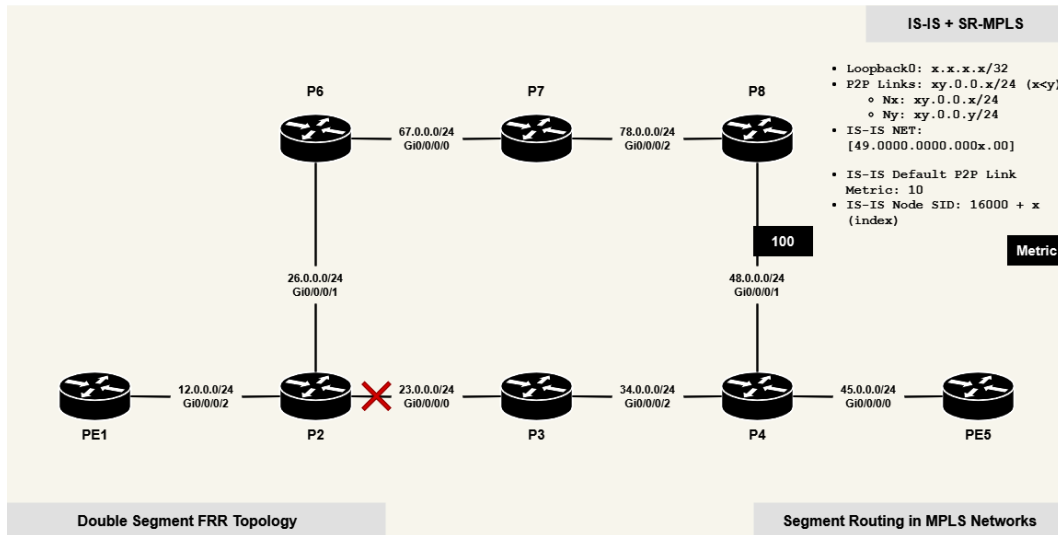 IS-IS + SR-MPLS
• Loopback0: x.x.x.x/32
• P2P Links: xy.0.0.x/24 (x<y)
o Nx: xy.0.0.x/24
o Ny: xy.0.0.y/24
• IS-IS NET:
[49.0000.0000.000x.00]
• IS-IS Default P2P Link
Metric: 10
• IS-IS Node SID: 16000 + x
(index)
Metric
P6
P7
P8
67.0.0.0/24
Gi0/0/0/0
78.0.0.0/24
Gi0/0/0/2
100
26.0.0.0/24
Gi0/0/0/1
48.0.0.0/24
Gi0/0/0/1
12.0.0.0/24
Gi0/0/0/2
23.0.0.0/24
Gi0/0/0/0
34.0.0.0/24
Gi0/0/0/2
45.0.0.0/24
Gi0/0/0/0
PE1
P2
P3
P4
PE5
Double Segment FRR Topology
Segment Routing in MPLS Networks